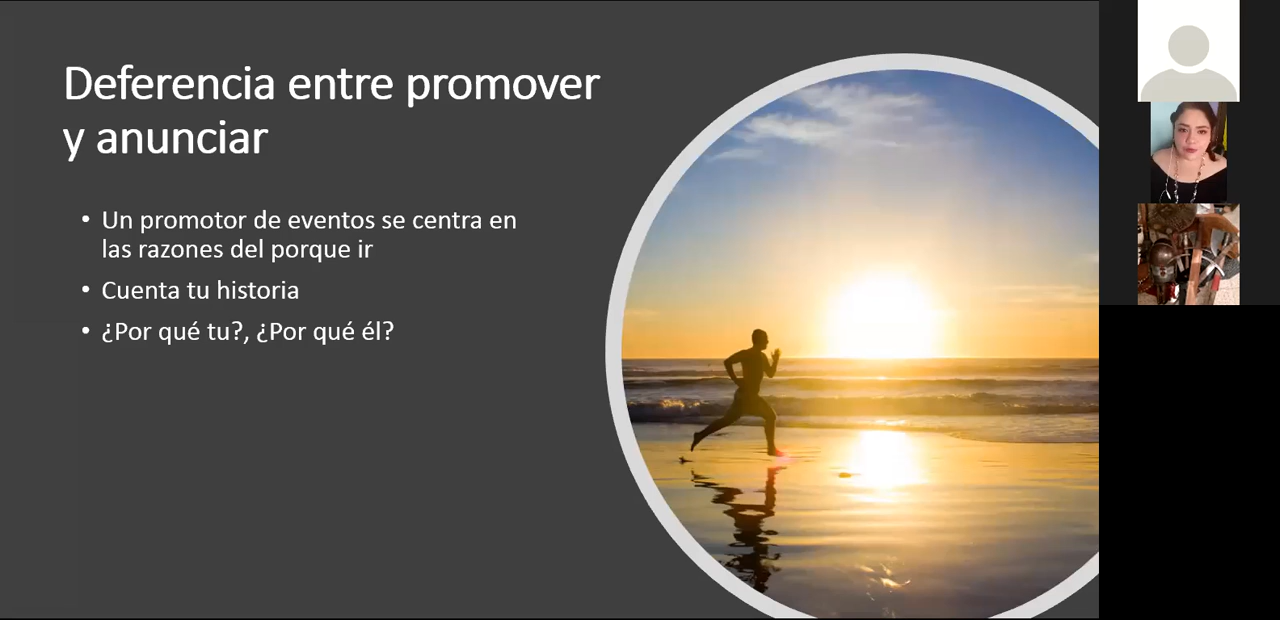 Deferencia entre promover
y anunciar
• Un promotor de eventos se centra en
las razones del porque ir
• Cuenta tu historia
• ¿Por qué tu?, ¿Por qué él?